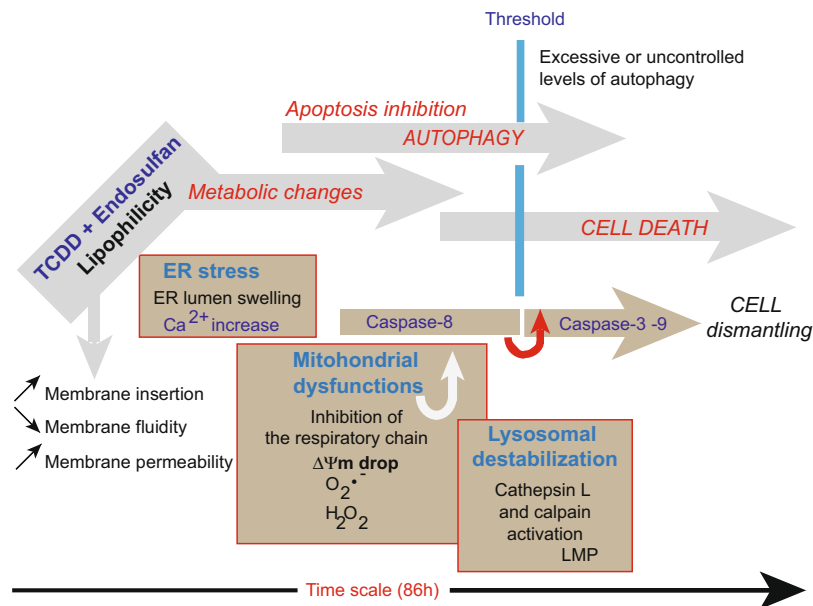 Threshold
Excessive or uncontrolled
levels of autophagy
Apoptosis inhibition
AUTOPHAGY
TCDD + Endosulfan
Lipophilicity
Metabolic changes
CELL DEATH
ER stress
ER lumen swelling
Ca2+ increase
Caspase-8
Caspase-3 -9
CELL
dismantling
Mitohondrial
dysfunctions
Inhibition of
the respiratory chain
ΔΨm drop
O2•-
H2O2
Membrane insertion
Membrane fluidity
Membrane permeability
Lysosomal
destabilization
Cathepsin L
and calpain
activation
LMP
Time scale (86h)